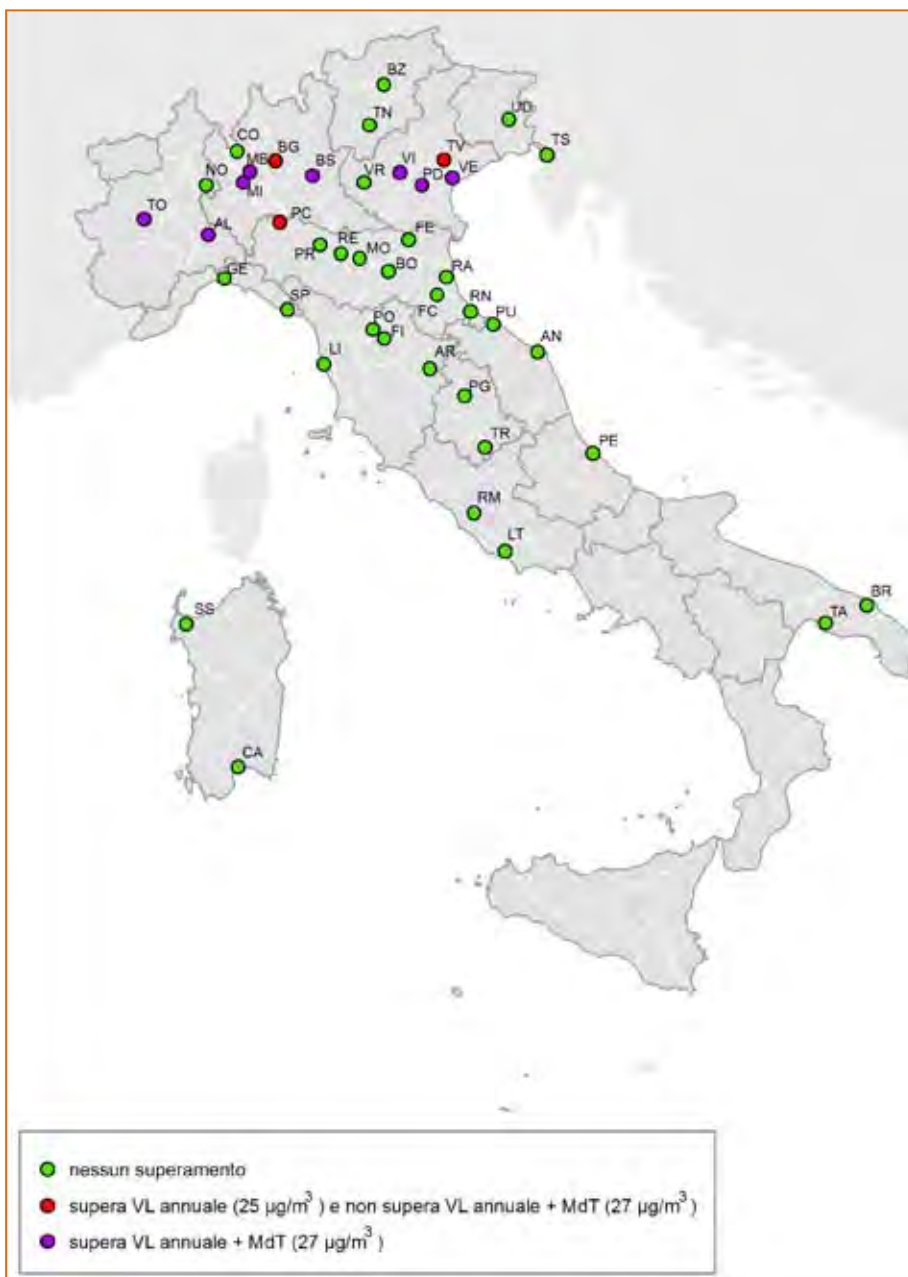 BZ
TN
UD
TS
CO
BG
TV
MB
BS
VI
VE
NO
MI
VR
PD
TO
AL
PC
FE
PR
RE
MO
BO
RA
GE
SP
FC
RN
PU
PO
FI
AN
LI
AR
PG
TR
PE
RM
LT
SS
TA
BR
CA
nessun superamento
supera VL annuale (25 µg/m³ ) e non supera VL annuale + MdT (27 µg/m³ )
supera VL annuale + MdT (27 µg/m³ )